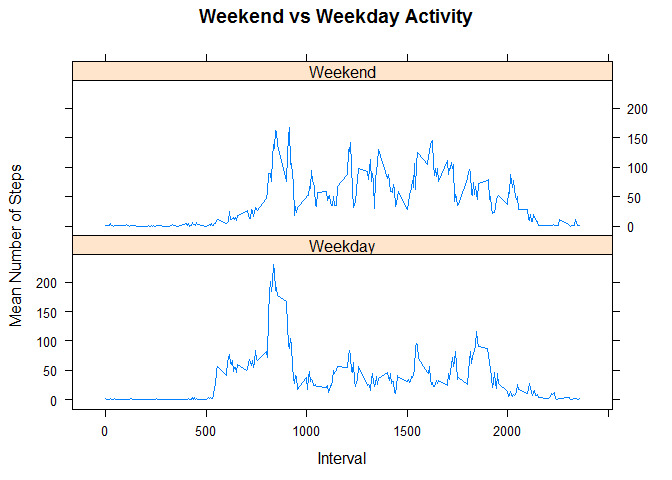 Weekend vs Weekday Activity
Weekend
200
150
100
50
0
Mean Number of Steps
Weekday
200
150
100
50
0
0 500 1000 1500 2000
Interval